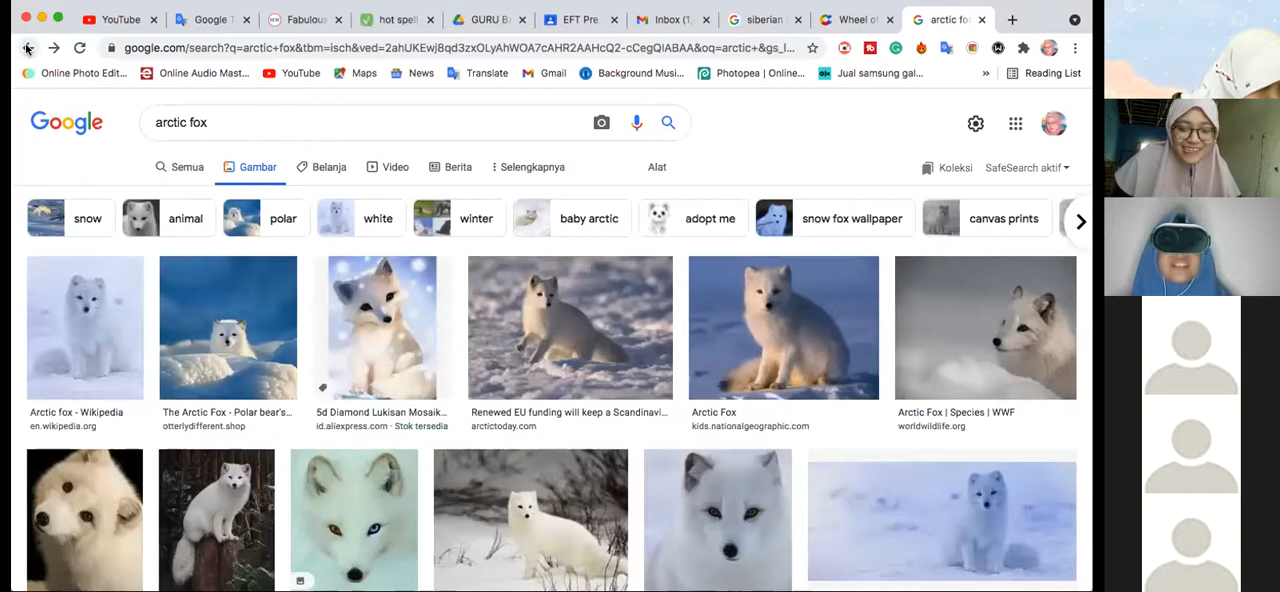 YouTube
Google T
Fabulous
hot spell
GURU B
EFT Pre
Inbox (1,
siberian
Wheel of
arctic fo
google.com/search?q=arctic+fox&tbm=isch&ved=2ahUKEwj8qd3zxOLyAhWOA7cAHR2AAHcQ2-cCegQIABAA&oq=arctic+&gs_l...
Online Photo Edit...
Online Audio Mast...
YouTube
Maps
News
Translate
Gmail
Background Musi...
Photopea | Online...
Jual samsung gal...
»
Reading List
Google
arctic fox
Semua
Gambar
Belanja
Video
Berita
Selengkapnya
Alat
Koleksi
SafeSearch aktif
snow
animal
polar
white
winter
baby arctic
adopt me
snow fox wallpaper
canvas prints
Arctic fox - Wikipedia
en.wikipedia.org
The Arctic Fox - Polar bear's...
otterlydifferent.shop
5d Diamond Lukisan Mosaik...
id.aliexpress.com · Stok tersedia
Renewed EU funding will keep a Scandinavi...
arctictoday.com
Arctic Fox
kids.nationalgeographic.com
Arctic Fox | Species | WWF
worldwildlife.org